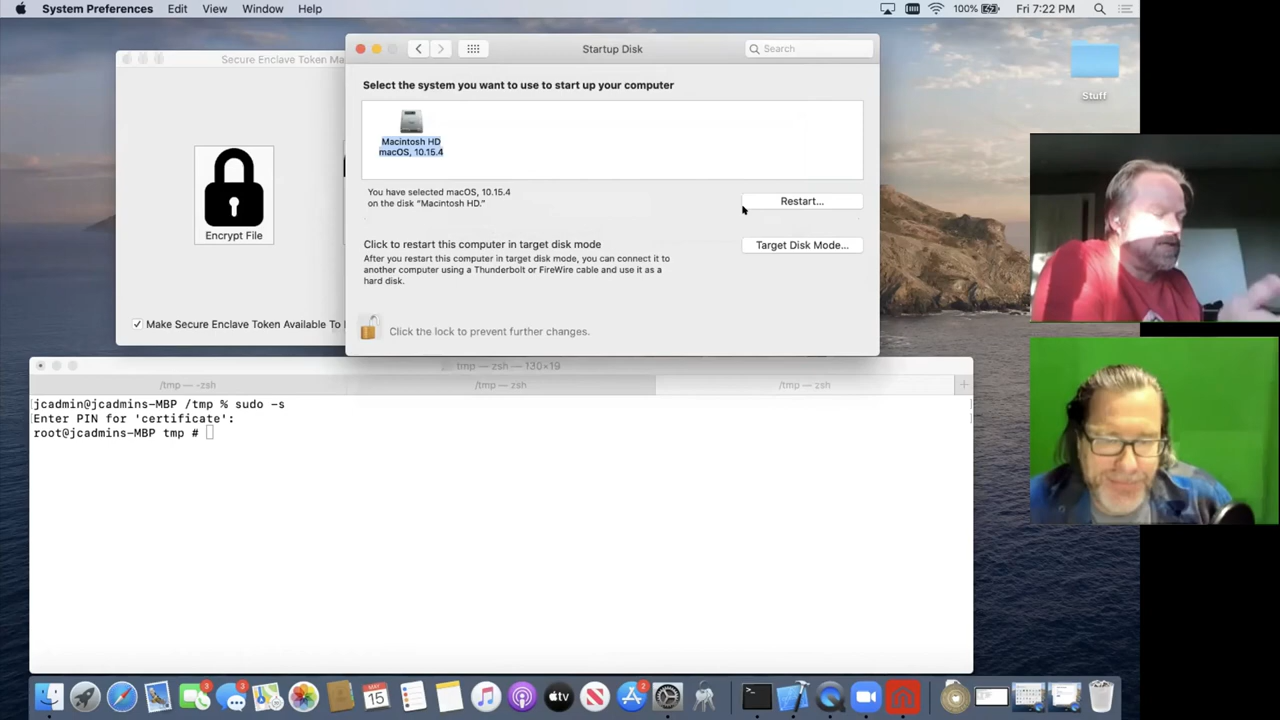 System Preferences Edit View Window Help
100% Fri 7:22 PM
Stuff
Secure Enclave Token Ma
Encrypt File
Make Secure Enclave Token Available To
Startup Disk
Search
Select the system you want to use to start up your computer
Macintosh HD
macOS, 10.15.4
You have selected macOS, 10.15.4
on the disk “Macintosh HD.”
Restart...
Click to restart this computer in target disk mode
After you restart this computer in target disk mode, you can connect it to
another computer using a Thunderbolt or FireWire cable and use it as a
hard disk.
Target Disk Mode...
Click the lock to prevent further changes.
/tmp — zsh — 130×19
/tmp — -zsh
/tmp — zsh
/tmp — zsh
jcadmin@jcadmins-MBP /tmp % sudo -s
Enter PIN for 'certificate':
root@jcadmins-MBP tmp #
3
3
MAY
15
tv
2